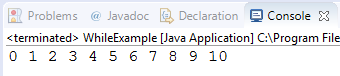 Problems @ Javadoc Declaration Console
<terminated> WhileExample [Java Application] C:\Program File
0 1 2 3 4 5 6 7 8 9 10